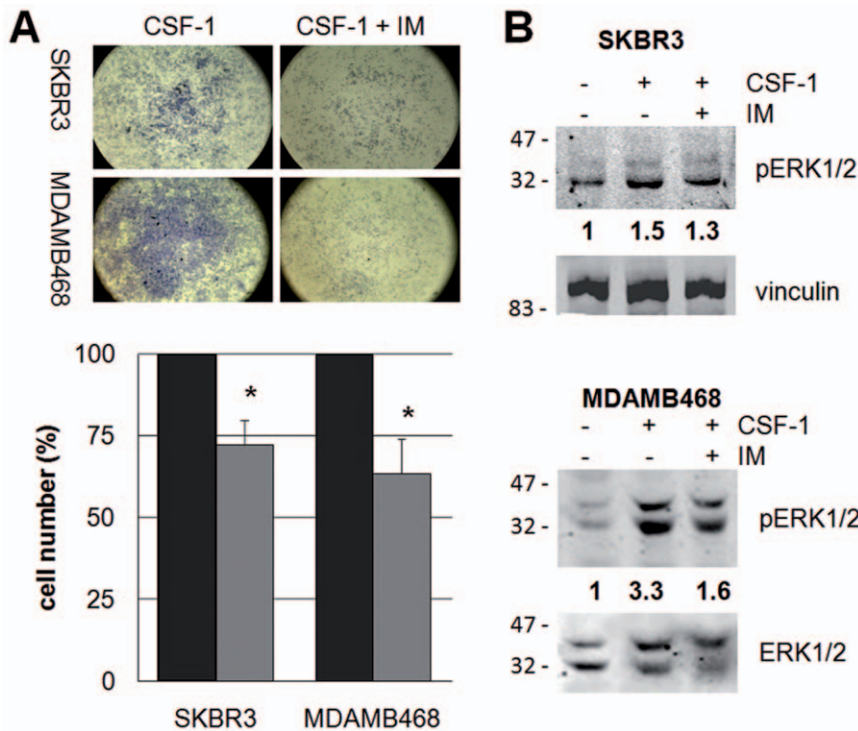 A
CSF-1
CSF-1 + IM
SKBR3
MDAMB468
100
75
50
25
0
cell number (%)
*
*
SKBR3
MDAMB468
B
SKBR3
- + + CSF-1
- - + IM
47 -
32 -
pERK1/2
1 1.5 1.3
83 -
vinculin
MDAMB468
- + + CSF-1
- - + IM
47 -
32 -
pERK1/2
1 3.3 1.6
47 -
32 -
ERK1/2